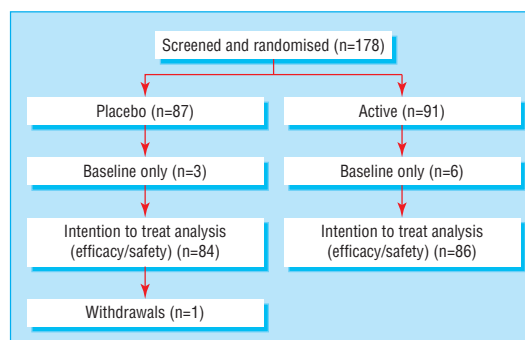 Screened and randomised (n=178)
Placebo (n=87)
Active (n=91)
Baseline only (n=3)
Baseline only (n=6)
Intention to treat analysis
(efficacy/safety) (n=84)
Intention to treat analysis
(efficacy/safety) (n=86)
Withdrawals (n=1)